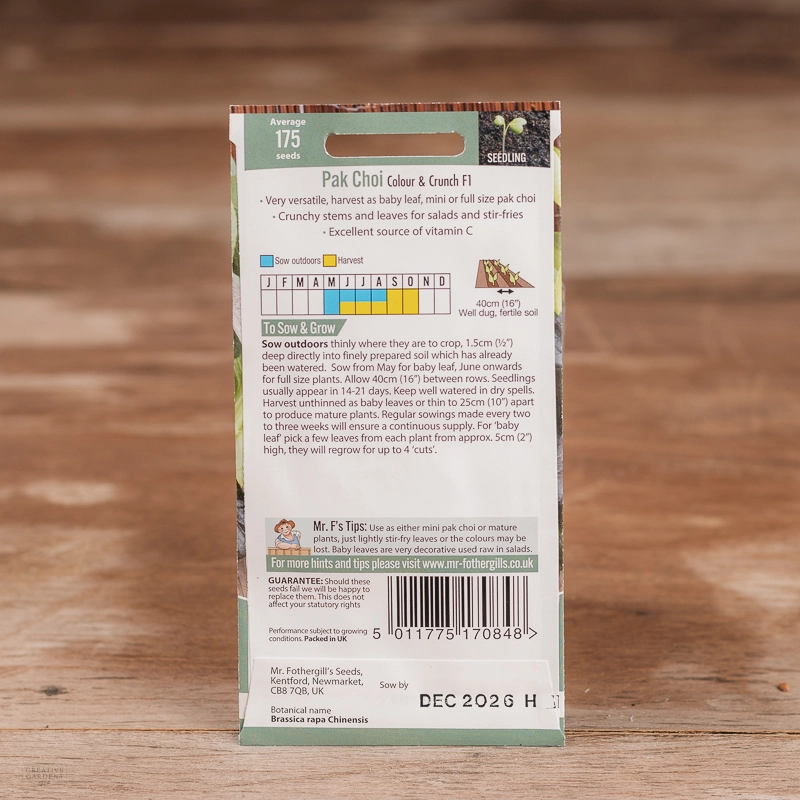 Average
175
seeds
SEEDLING
Pak Choi Colour & Crunch F1
• Very versatile, harvest as baby leaf, mini or full size pak choi
• Crunchy stems and leaves for salads and stir-fries
• Excellent source of vitamin C
Sow outdoors Harvest
J F M A M J J A S O N D
40cm (16")
Well dug, fertile soil
To Sow & Grow
Sow outdoors thinly where they are to crop, 1.5cm (½")
deep directly into finely prepared soil which has already
been watered. Sow from May for baby leaf, June onwards
for full size plants. Allow 40cm (16") between rows. Seedlings
usually appear in 14-21 days. Keep well watered in dry spells.
Harvest unthinned as baby leaves or thin to 25cm (10") apart
to produce mature plants. Regular sowings made every two
to three weeks will ensure a continuous supply. For 'baby
leaf' pick a few leaves from each plant from approx. 5cm (2")
high, they will regrow for up to 4 'cuts'.
Mr. F's Tips: Use as either mini pak choi or mature
plants, just lightly stir-fry leaves or the colours may be
lost. Baby leaves are very decorative used raw in salads.
For more hints and tips please visit www.mr-fothergills.co.uk
GUARANTEE: Should these
seeds fail we will be happy to
replace them. This does not
affect your statutory rights
Performance subject to growing
conditions. Packed in UK
5 011775 170848 >
Mr. Fothergill's Seeds,
Kentford, Newmarket,
CB8 7QB, UK
Sow by
DEC 2026 H
Botanical name
Brassica rapa Chinensis
CREATIVE
GARDENS